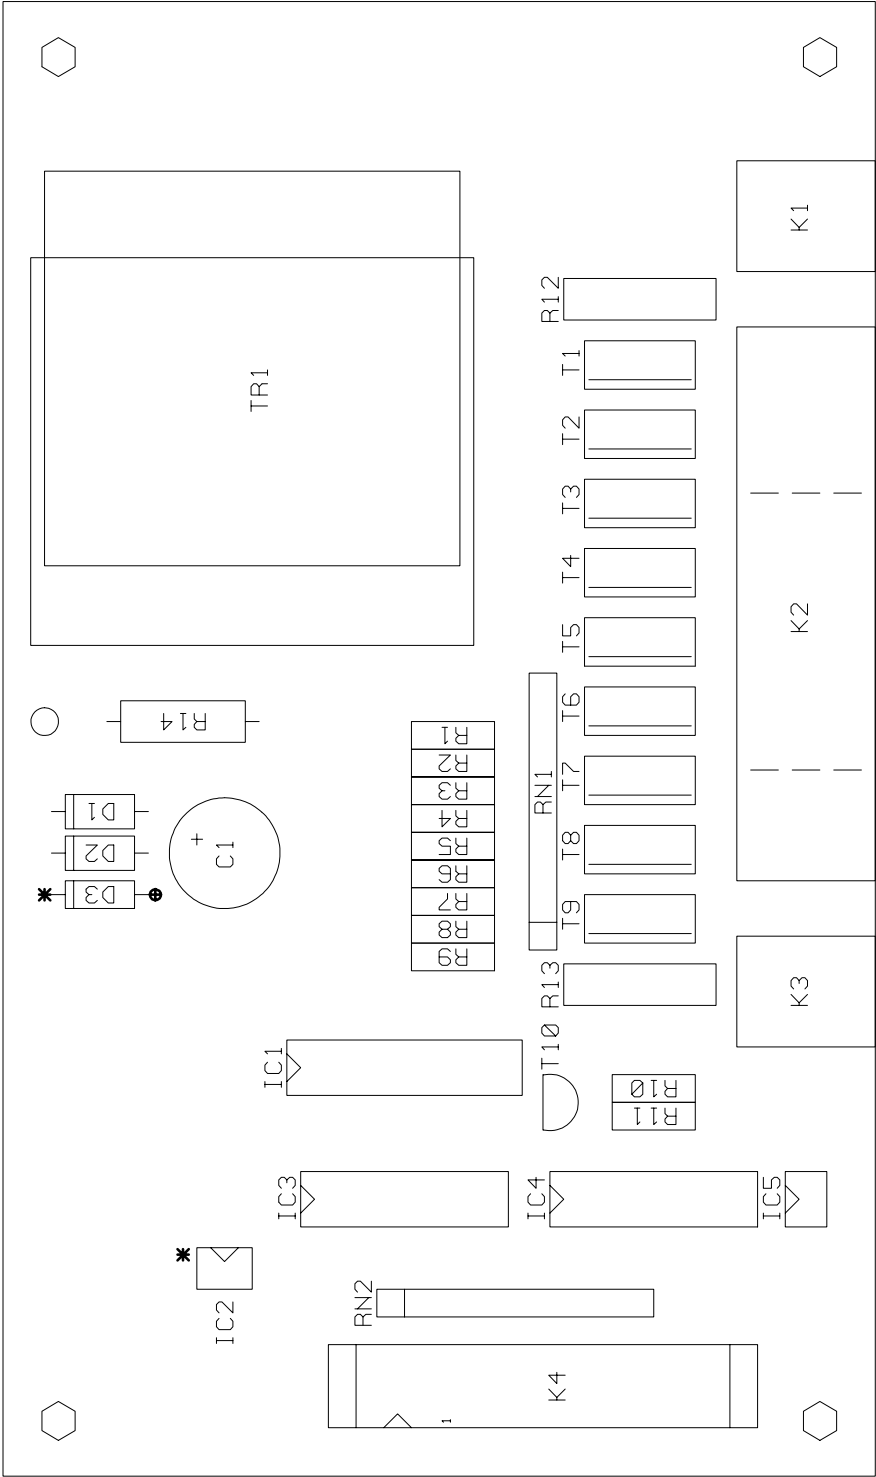 K1
R12
T1
TR1
T2
T3
T4
K2
T5
T6
R14
R1
R2
T7
R3
RN1
D1
R4
T8
D2
C1
+
R5
R6
D3
R7
T9
R8
R9
R13
K3
T10
IC1
R10
R11
IC3
IC4
IC5
RN2
IC2
K4
1